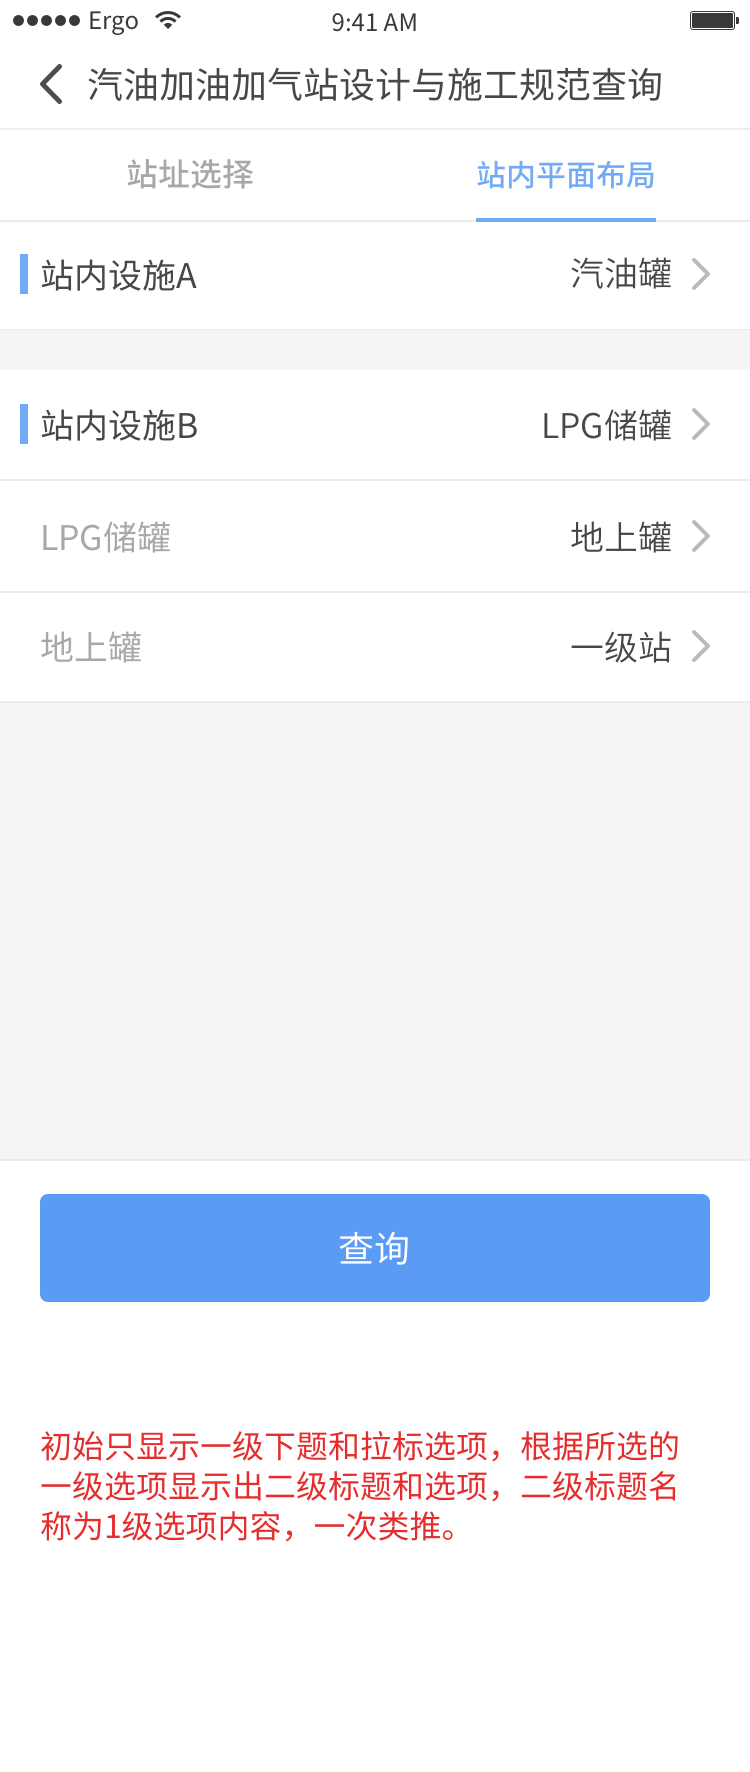 Ergo 9:41 AM
汽油加油加气站设计与施工规范查询
站址选择 站内平面布局
站内设施A 汽油罐
站内设施B LPG储罐
LPG储罐 地上罐
地上罐 一级站
查询
初始只显示一级下题和拉标选项，根据所选的
一级选项显示出二级标题和选项，二级标题名
称为1级选项内容，一次类推。